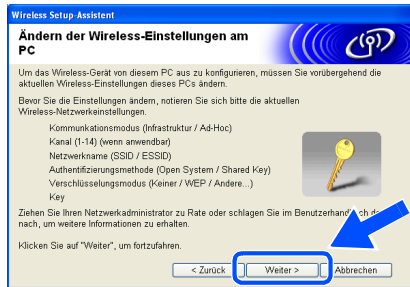 Wireless Setup-Assistent
Ändern der Wireless-Einstellungen am
PC
Um das Wireless-Gerät von diesem PC aus zu konfigurieren, müssen Sie vorübergehend die
aktuellen Wireless-Einstellungen dieses PCs ändern.
Bevor Sie die Einstellungen ändern, notieren Sie sich bitte die aktuellen
Wireless-Netzwerkeinstellungen.
Kommunkationsmodus (Infrastruktur / Ad-Hoc)
Kanal (1-14) (wenn anwendbar)
Netzwerkname (SSID / ESSID)
Authentifizierungsmethode (Open System / Shared Key)
Verschlüsselungsmodus (Keiner / WEP / Andere...)
Key
Ziehen Sie Ihren Netzwerkadministrator zu Rate oder schlagen Sie im
nach, um weitere Informationen zu erhalten.
Klicken Sie auf "Weiter", um fortzufahren.
< Zurück
Weiter >
Abbrechen